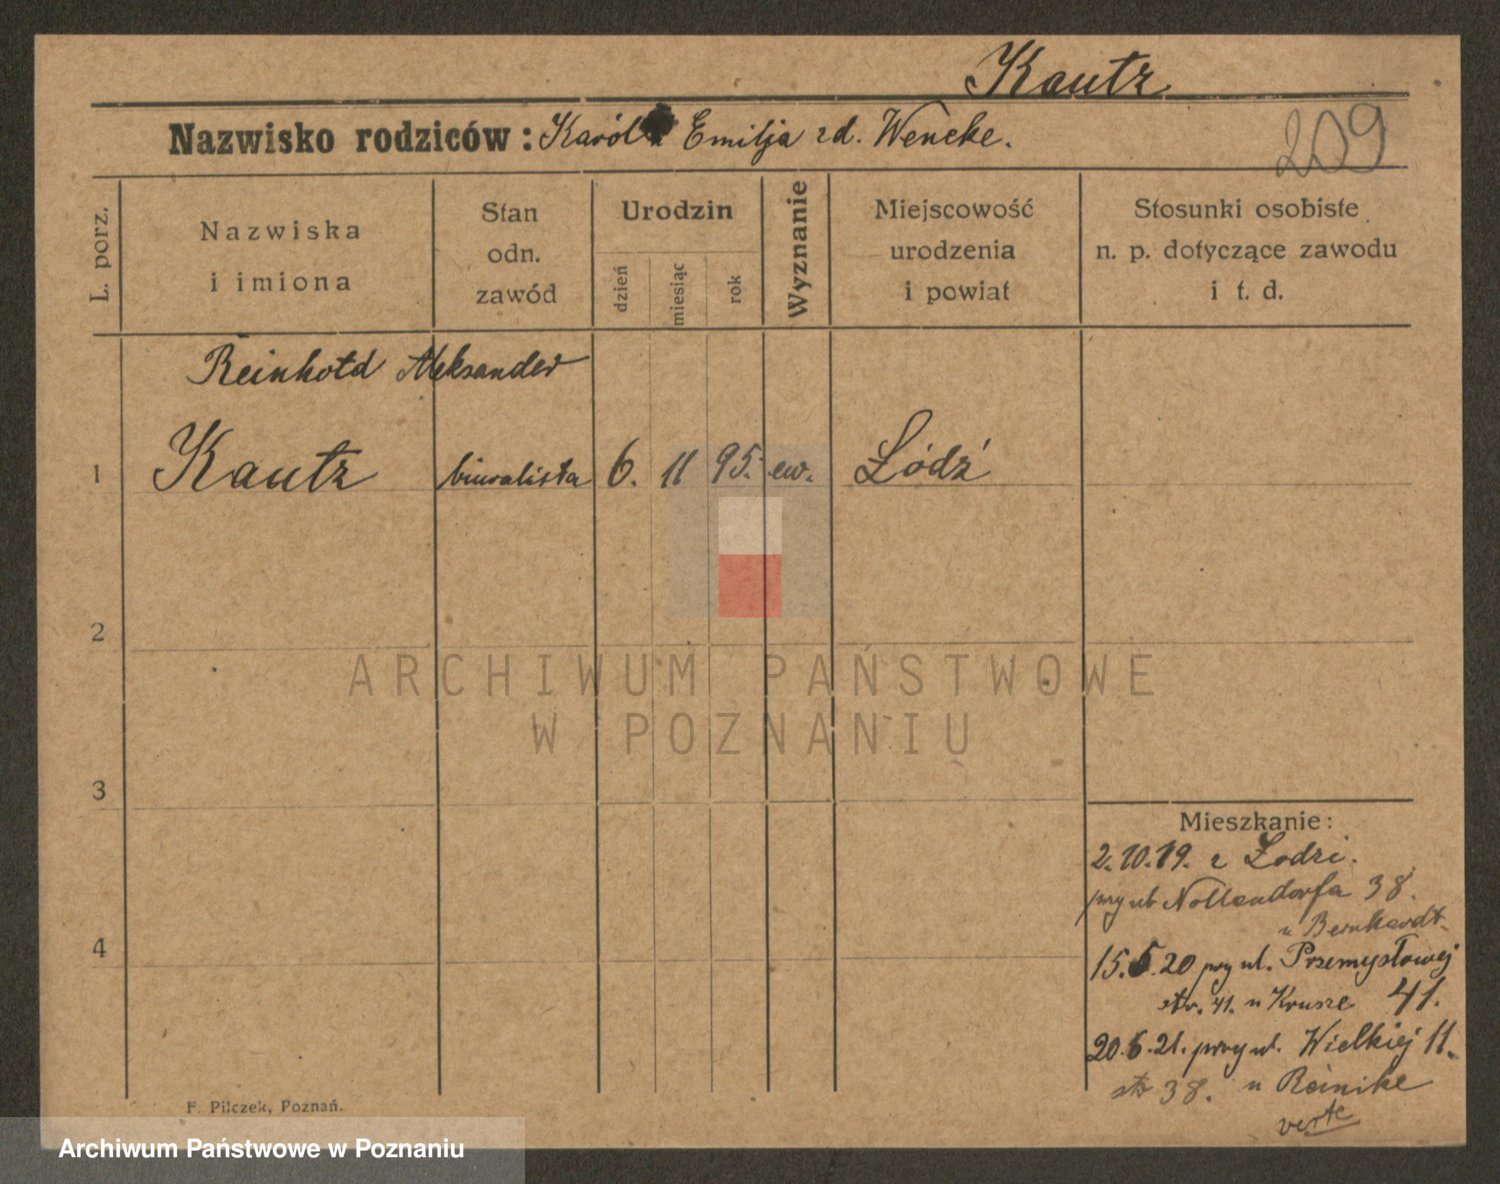 Kautz
Nazwisko rodziców: Karól Emilja zd. Wencke.
209
L. porz.
Nazwiska
i imiona
Stan
odn.
zawód
Urodzin
dzień
miesiąc
rok
Wyznanie
Miejscowość
urodzenia
i powiat
Stosunki osobiste
n. p. dotyczące zawodu
i t. d.
Reinhold Aleksander
1 Kautz biuralista 6. 11 95. ew. Łódź
2
ARCHIWUM PAŃSTWOWE
W POZNANIU
3
Mieszkanie:
2.10.19. z Łodzi.
przy ul Nollendorfa 38.
u Bernhardt
4
15.5.20 przy ul. Przemysłowej
str. 41. u Krusze 41.
20.6.21. przy ul. Wielkiej 11.
str 38. u Reinike
verte
F. Pilczek, Poznań.
Archiwum Państwowe w Poznaniu